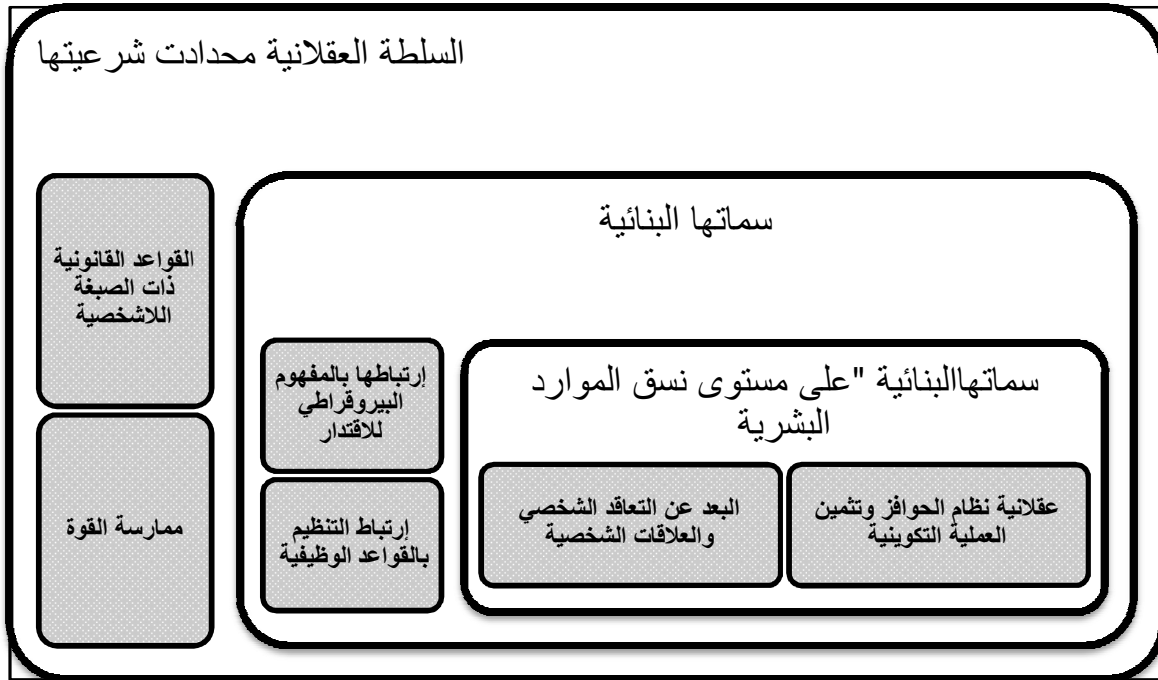 السلطة العقلانية محدادت شرعيتها
سماتها البنائية
القواعد القانونية
ذات الصبغة
اللاشخصية
ممارسة القوة
إرتباطها بالمفهوم
البيروقراطي
للاقتدار
إرتباط التنظيم
بالقواعد الوظيفية
سماتهاالبنائية "على مستوى نسق الموارد
البشرية
عقلانية نظام الحوافز وتثمين
العملية التكوينية
البعد عن التعاقد الشخصي
والعلاقات الشخصية